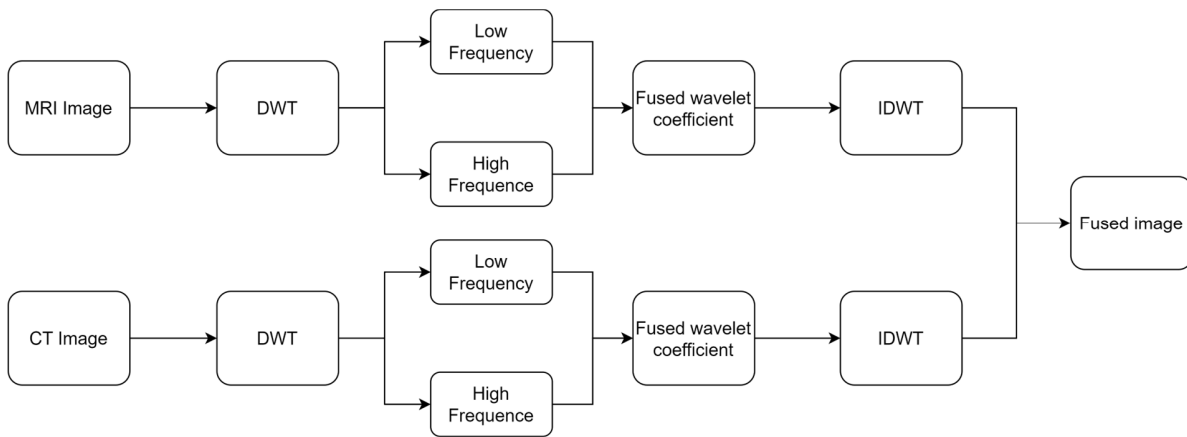 MRI Image
DWT
Low
Frequency
High
Frequence
Fused wavelet
coefficient
IDWT
Fused image
CT Image
DWT
Low
Frequency
High
Frequence
Fused wavelet
coefficient
IDWT